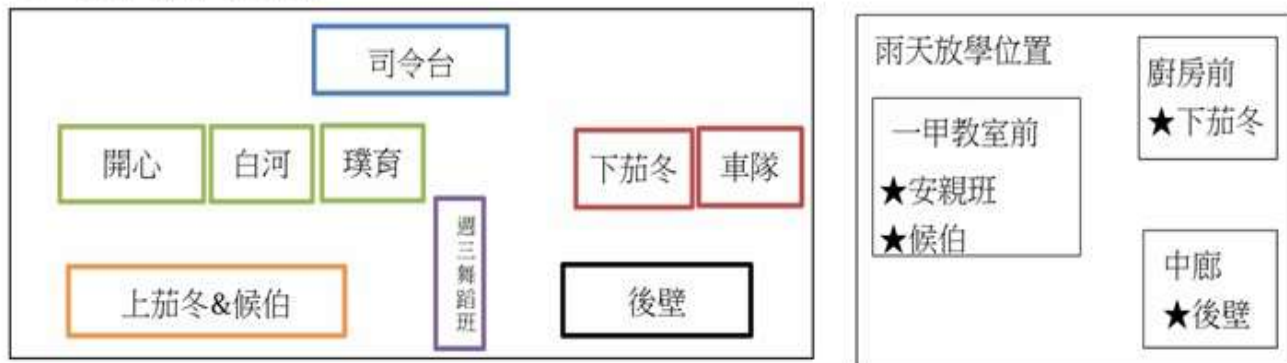 司令台
開心
白河
璞育
下茄冬
車隊
週三舞蹈班
上茄冬&候伯
後壁
雨天放學位置
一甲教室前
★安親班
★候伯
廚房前
★下茄冬
中廊
★後壁